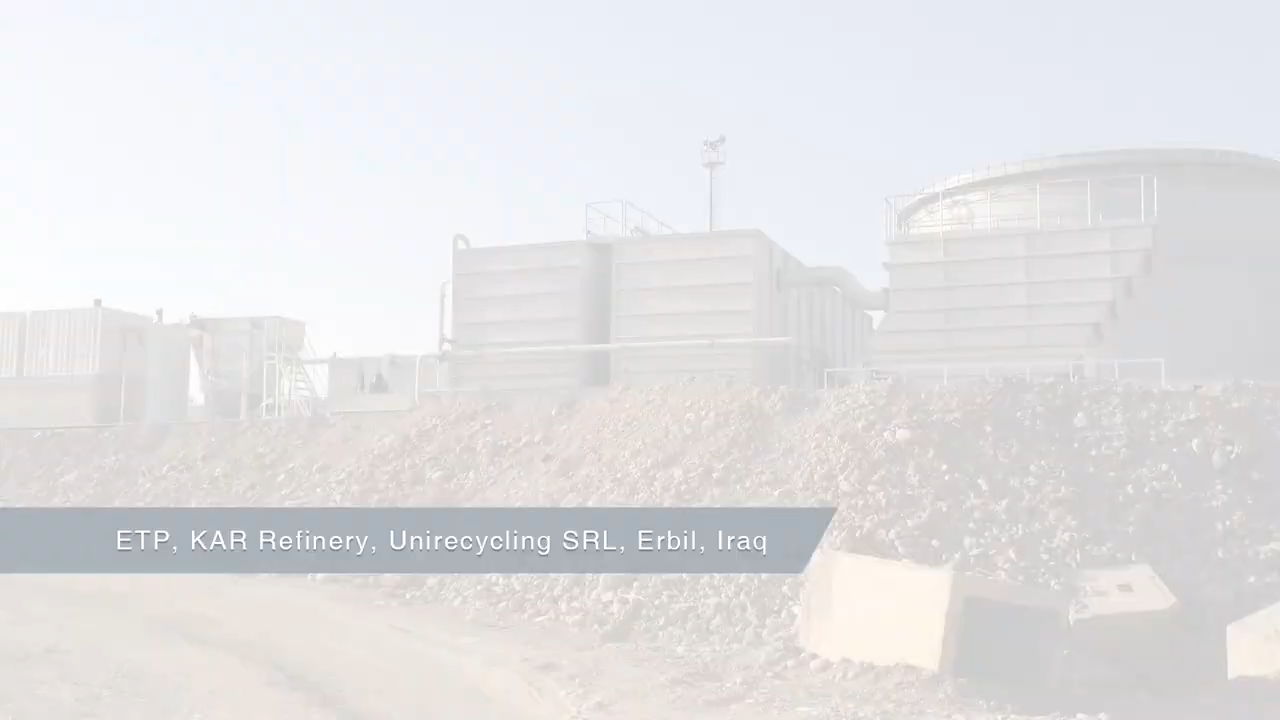 ETP, KAR Refinery, Unirecycling SRL, Erbil, Iraq